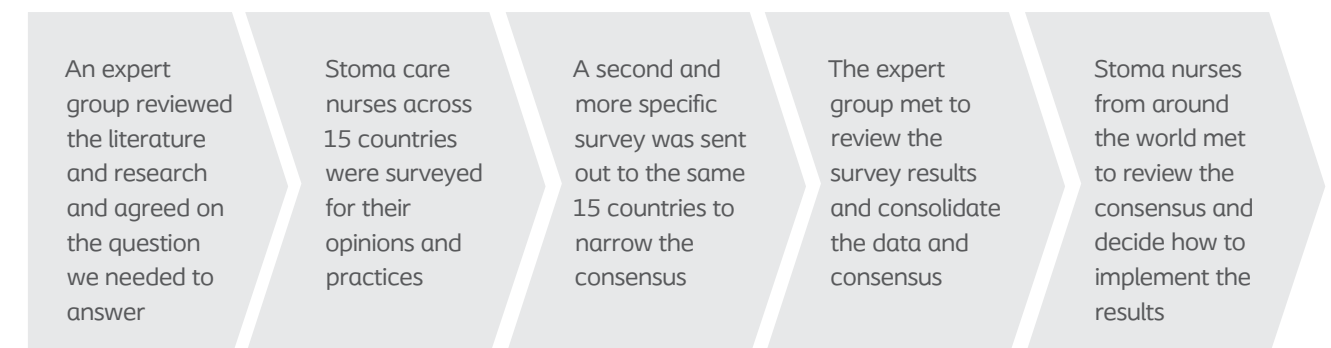 An expert
group reviewed
the literature
and research
and agreed on
the question
we needed to
answer
Stoma care
nurses across
15 countries
were surveyed
for their
opinions and
practices
A second and
more specific
survey was sent
out to the same
15 countries to
narrow the
consensus
The expert
group met to
review the
survey results
and consolidate
the data and
consensus
Stoma nurses
from around
the world met
to review the
consensus and
decide how to
implement the
results